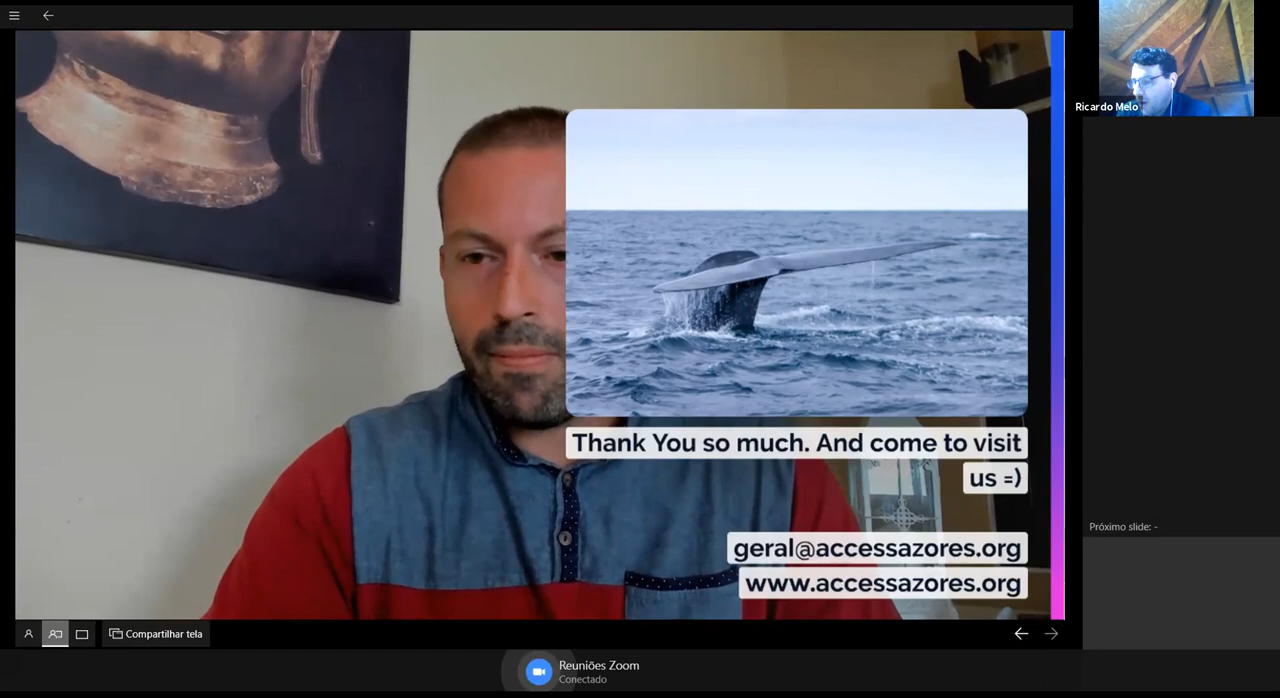 Ricardo Melo
Thank You so much. And come to visit
us =)
geral@accessazores.org
www.accessazores.org
Próximo slide: -
Compartilhar tela
Reuniões Zoom
Conectado